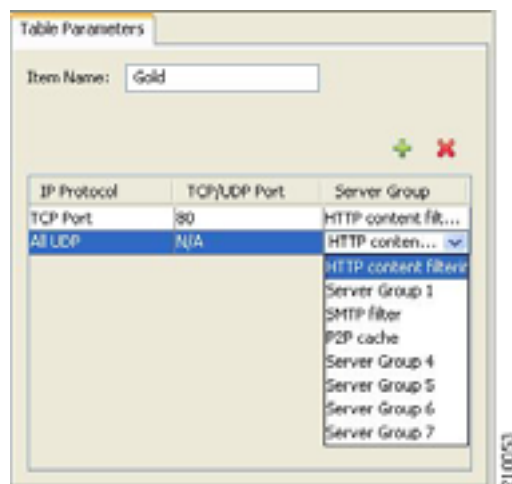 Table Parameters
Item Name: Gold
IP Protocol TCP/UDP Port Server Group
TCP Port 80 HTTP content filt...
All UDP N/A HTTP conten...
HTTP content filterin
Server Group 1
SMTP filter
P2P cache
Server Group 4
Server Group 5
Server Group 6
Server Group 7
210053